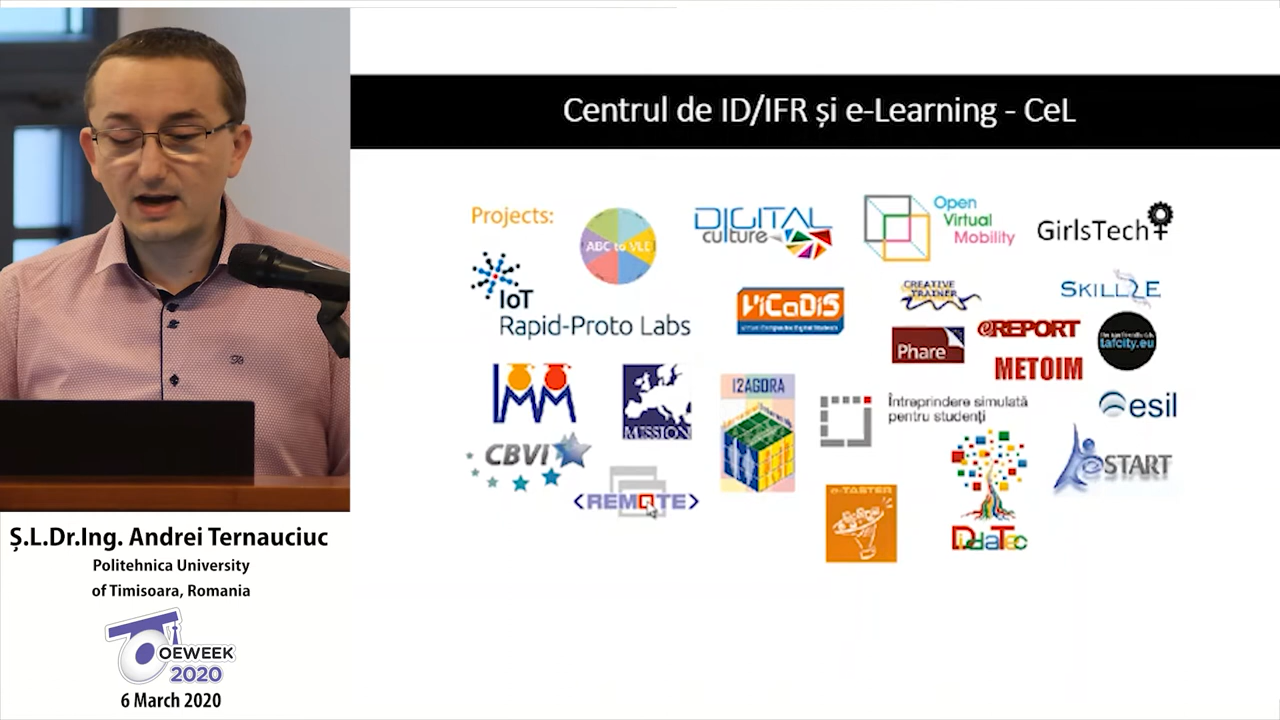 Centrul de ID/IFR și e-Learning - CeL
Projects:
ABC to VLE
DIGITAL
culture
Open
Virtual
Mobility
GirlsTech
IoT
Rapid-Proto Labs
ViCaDiS
CREATIVE
TRAINER
SKILL2E
Phare
eREPORT
METOIM
tafcity.eu
IMM
MISSION
I2AGORA
Întreprindere simulată
pentru studenți
esil
CBVI
<REMOTE>
e-TASTER
DidaTec
eSTART
Ș.L.Dr.Ing. Andrei Ternauciuc
Politehnica University
of Timisoara, Romania
OEWEEK
2020
6 March 2020